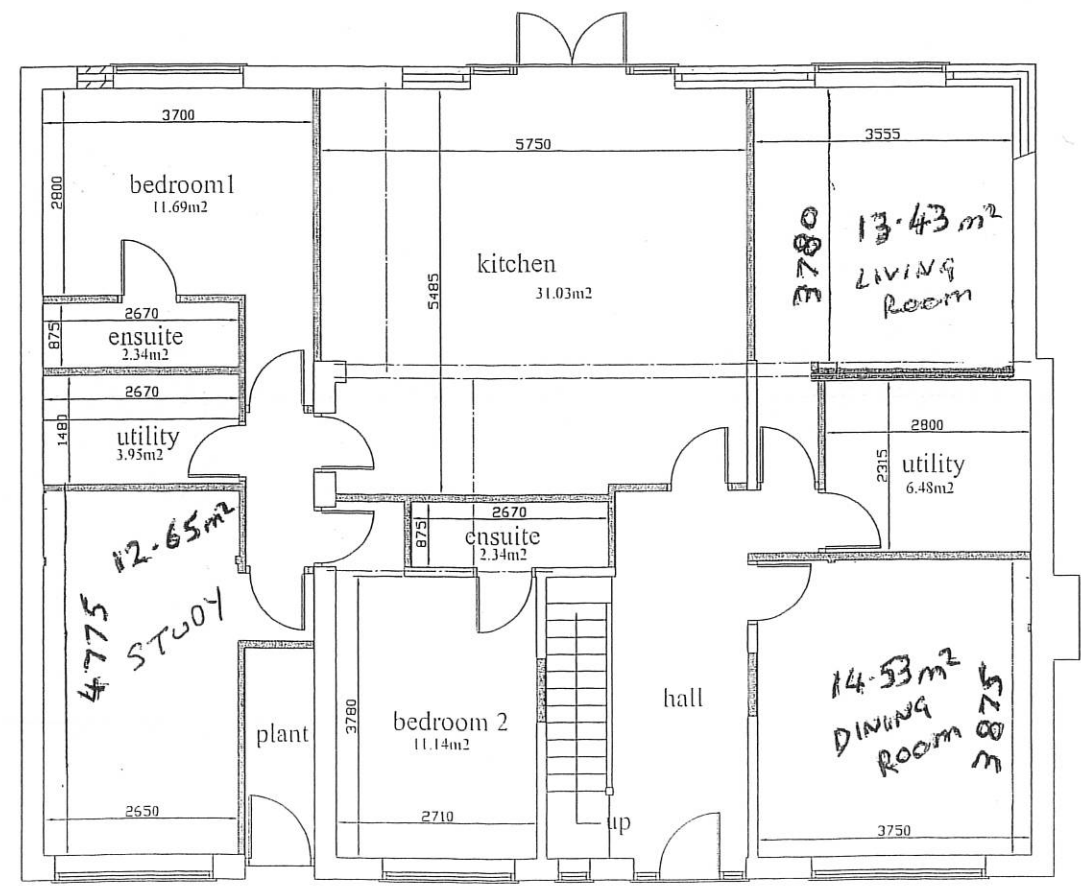 3700
5750
3555
2800
bedroom1
11.69m2
kitchen
31.03m2
5485
3780
13.43 m²
LIVING
Room
2670
875
ensuite
2.34m2
2670
1480
utility
3.95m2
2800
2315
utility
6.48m2
2670
875
ensuite
2.34m2
12.65m²
STUDY
4775
2650
plant
3780
bedroom 2
11.14m2
2710
up
hall
14.53m²
DINING
ROOM
3875
3750